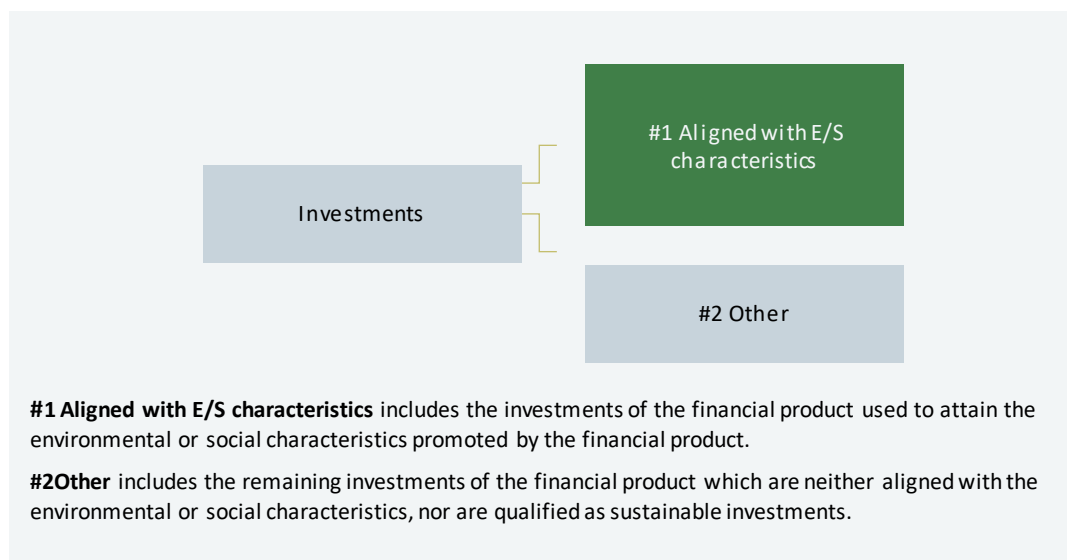 #1 Aligned with E/S
characteristics
Investments
#2 Other
#1 Aligned with E/S characteristics includes the investments of the financial product used to attain the
environmental or social characteristics promoted by the financial product.
#2Other includes the remaining investments of the financial product which are neither aligned with the
environmental or social characteristics, nor are qualified as sustainable investments.